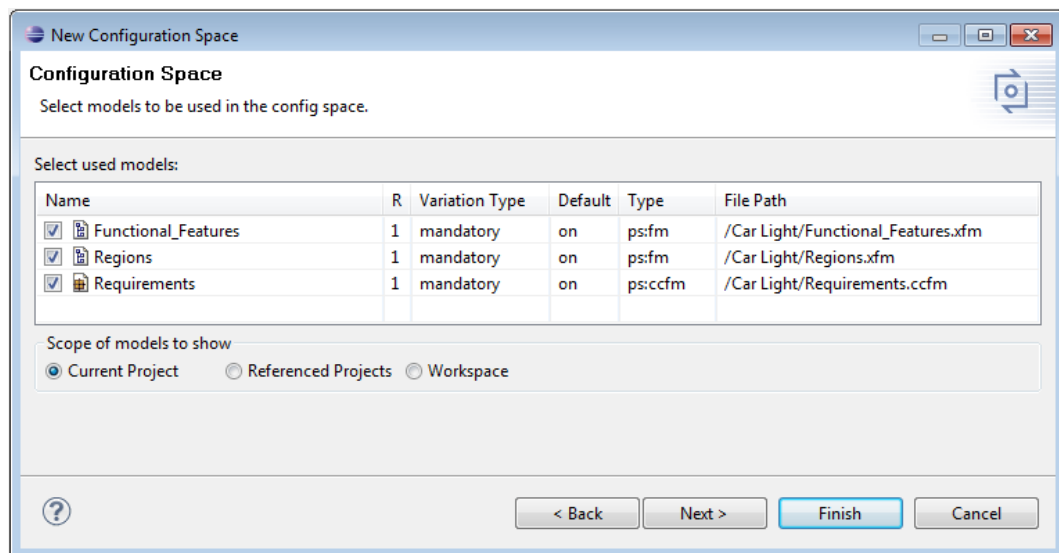 New Configuration Space
Configuration Space
Select models to be used in the config space.
Select used models:
Name R Variation Type Default Type File Path
Functional_Features 1 mandatory on ps:fm /Car Light/Functional_Features.xfm
Regions 1 mandatory on ps:fm /Car Light/Regions.xfm
Requirements 1 mandatory on ps:ccfm /Car Light/Requirements.ccfm
Scope of models to show
Current Project Referenced Projects Workspace
? < Back Next > Finish Cancel